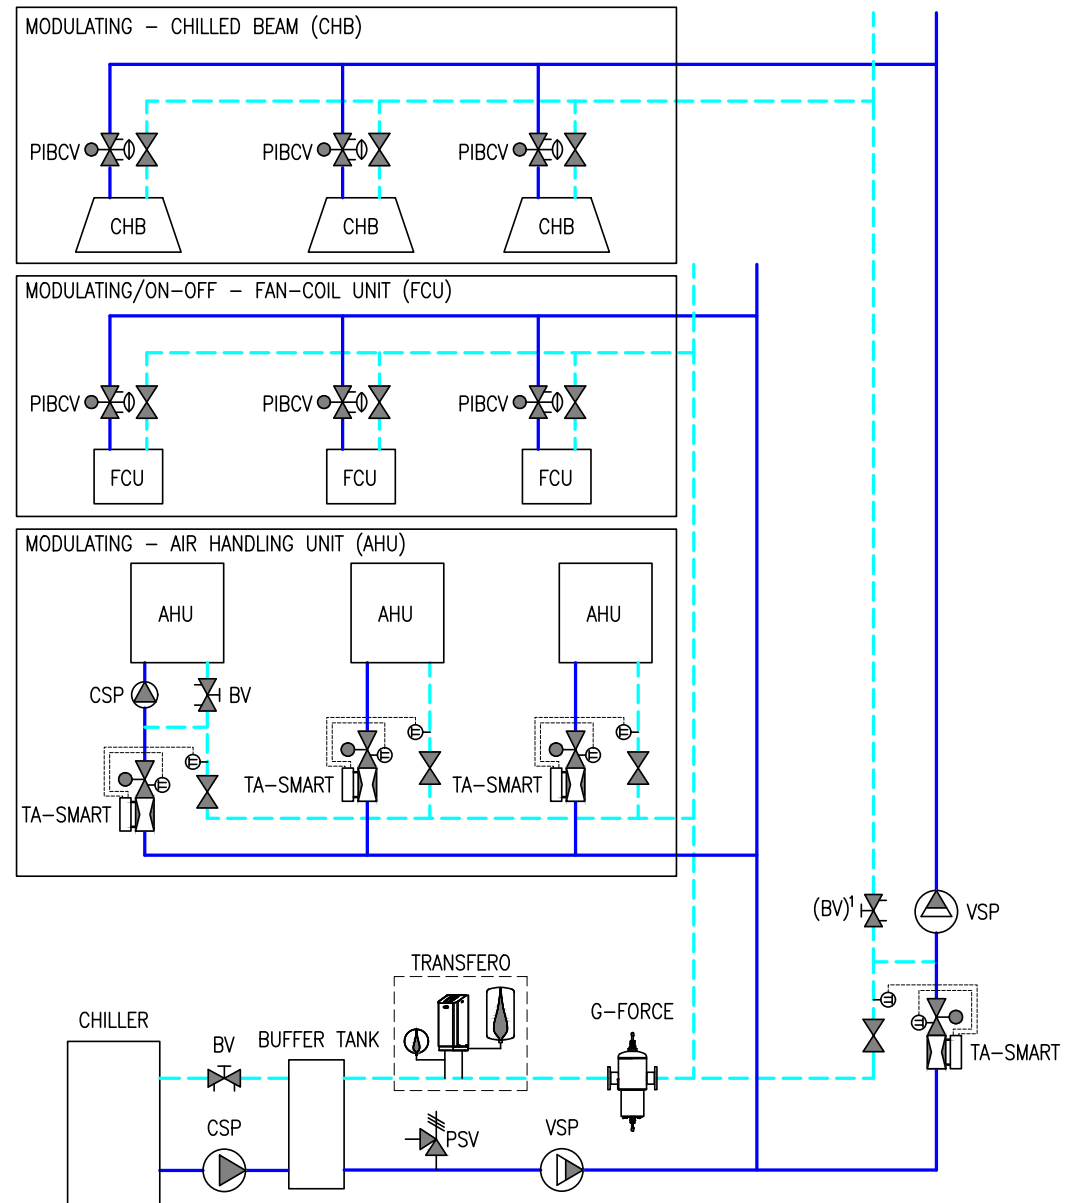 MODULATING - CHILLED BEAM (CHB)
PIBCV PIBCV PIBCV
CHB CHB CHB
MODULATING/ON-OFF - FAN-COIL UNIT (FCU)
PIBCV PIBCV PIBCV
FCU FCU FCU
MODULATING - AIR HANDLING UNIT (AHU)
AHU AHU AHU
CSP BV
TA-SMART TA-SMART TA-SMART
(BV)¹ VSP
TRANSFERO
G-FORCE
CHILLER
BV BUFFER TANK
TA-SMART
CSP PSV VSP